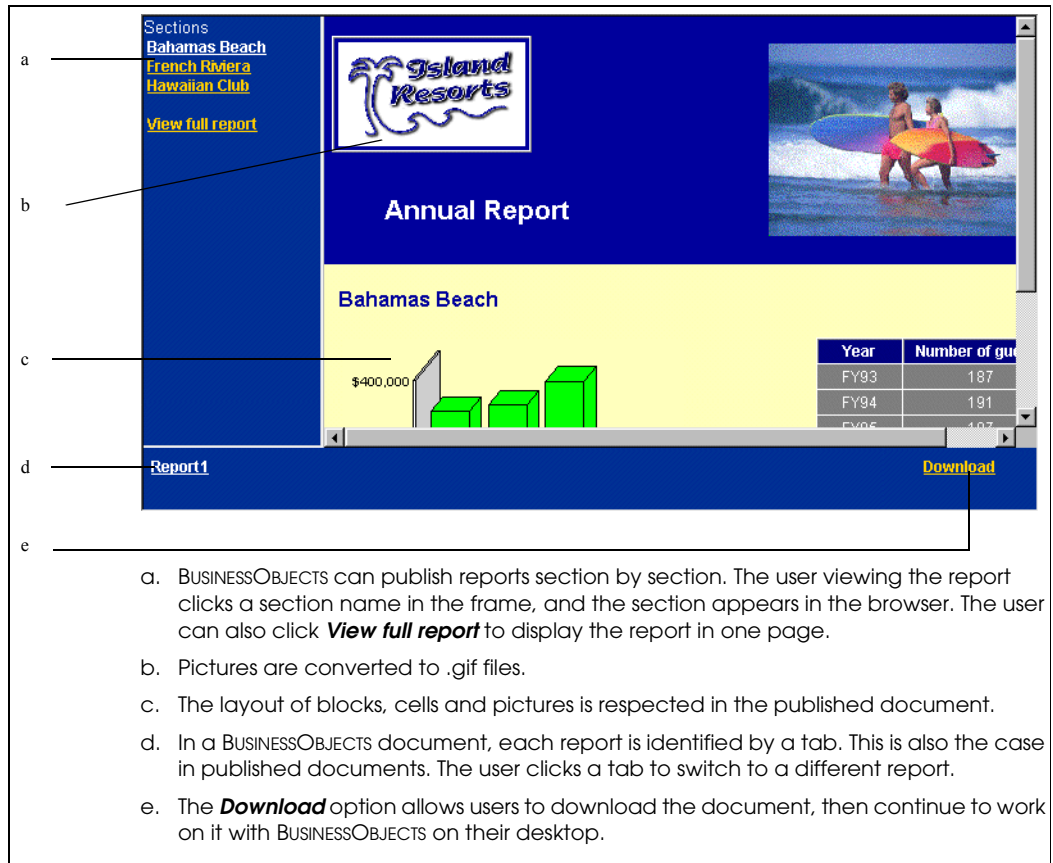 Sections
Bahamas Beach
French Riviera
Hawaiian Club
View full report
Island
Resorts
Annual Report
Bahamas Beach
$400,000
Year Number of gu
FY93 187
FY94 191
FY95 197
Report1
Download
a
b
c
d
e
a. BUSINESSOBJECTS can publish reports section by section. The user viewing the report
clicks a section name in the frame, and the section appears in the browser. The user
can also click View full report to display the report in one page.
b. Pictures are converted to .gif files.
c. The layout of blocks, cells and pictures is respected in the published document.
d. In a BUSINESSOBJECTS document, each report is identified by a tab. This is also the case
in published documents. The user clicks a tab to switch to a different report.
e. The Download option allows users to download the document, then continue to work
on it with BUSINESSOBJECTS on their desktop.